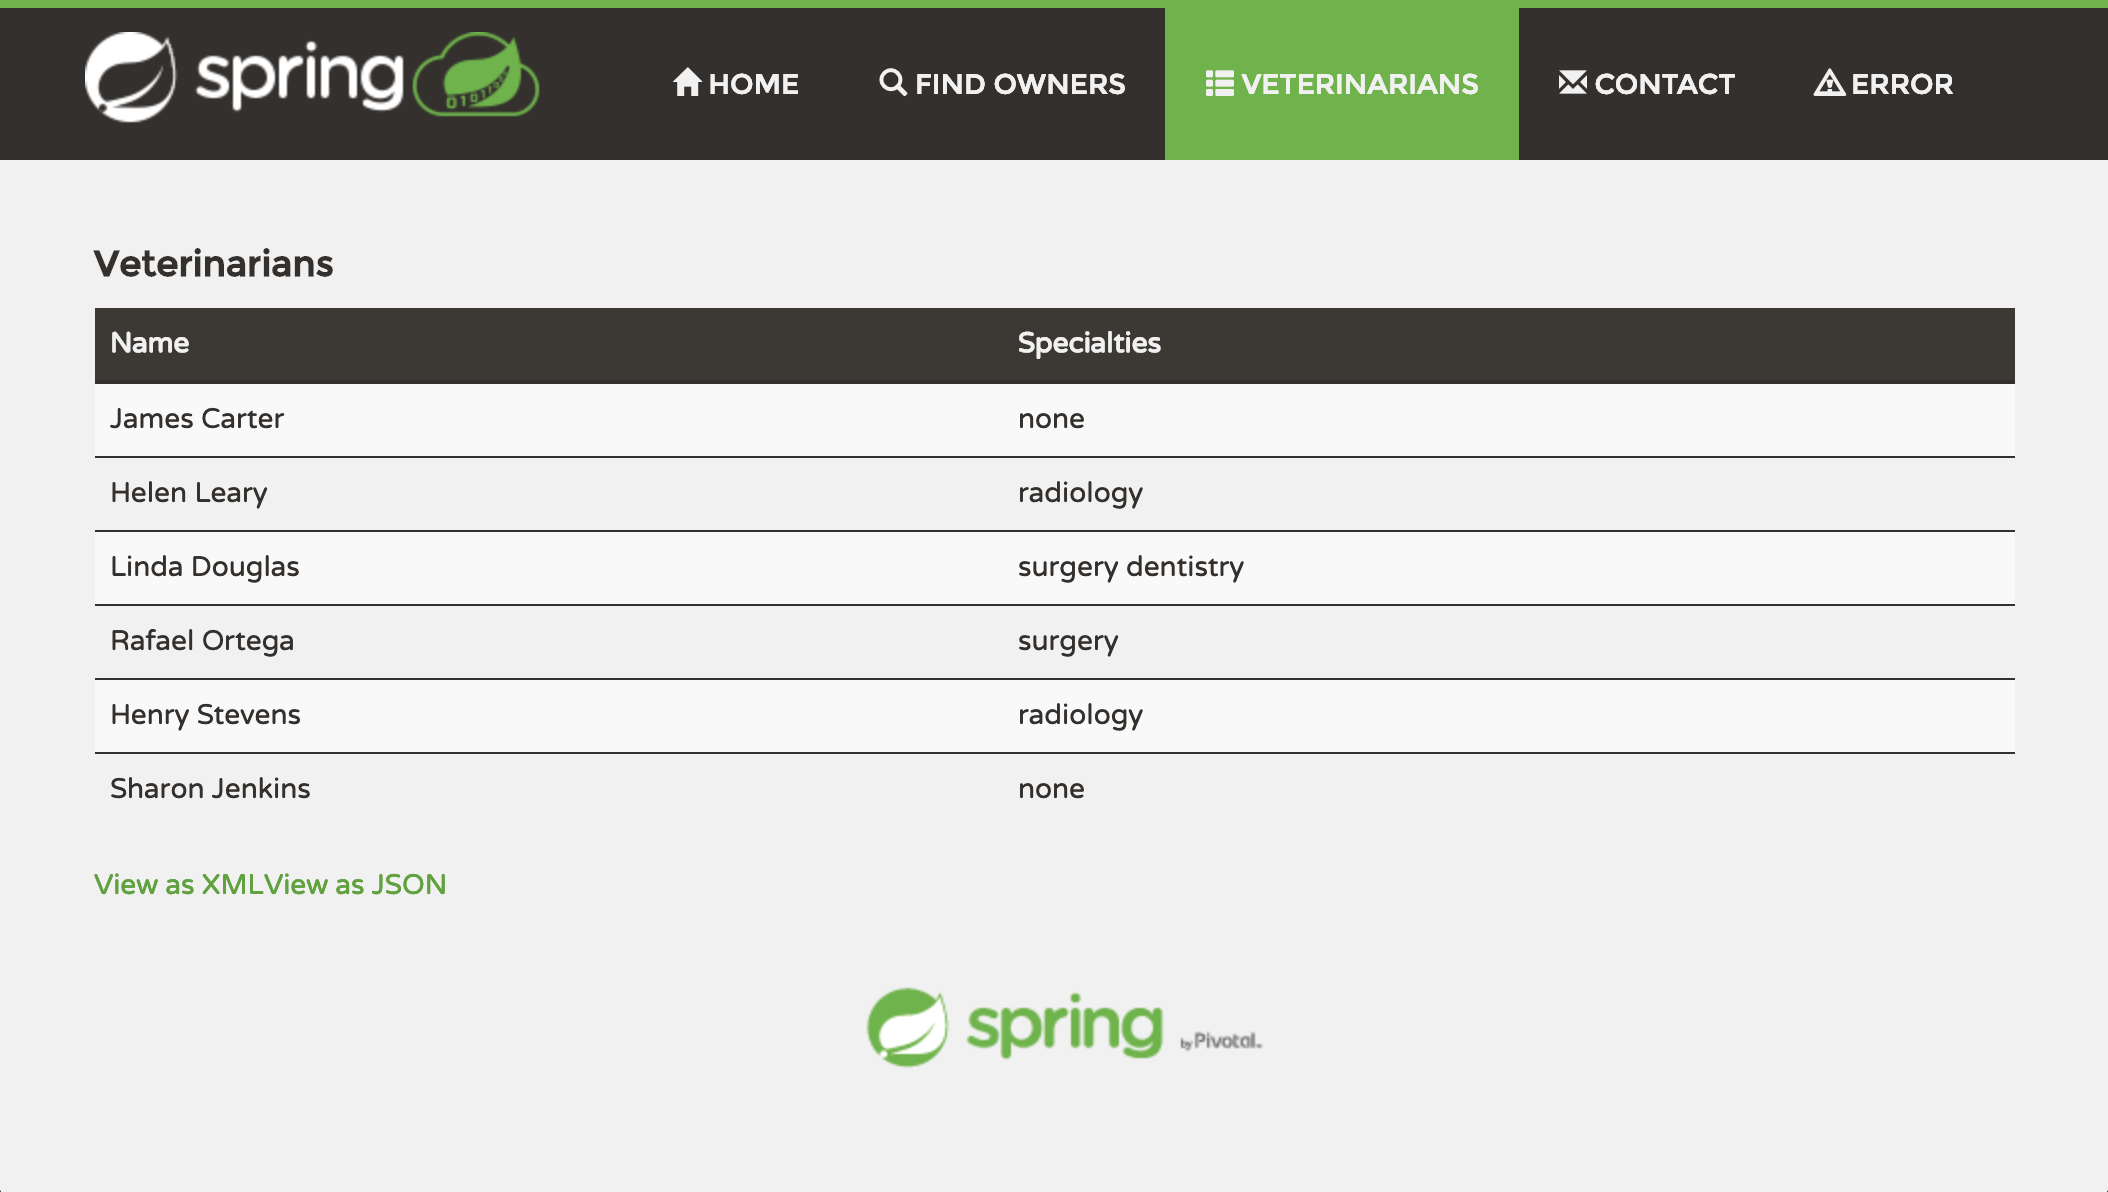 spring
HOME FIND OWNERS VETERINARIANS CONTACT ERROR
Veterinarians
Name Specialties
James Carter none
Helen Leary radiology
Linda Douglas surgery dentistry
Rafael Ortega surgery
Henry Stevens radiology
Sharon Jenkins none
View as XMLView as JSON
spring by Pivotal.